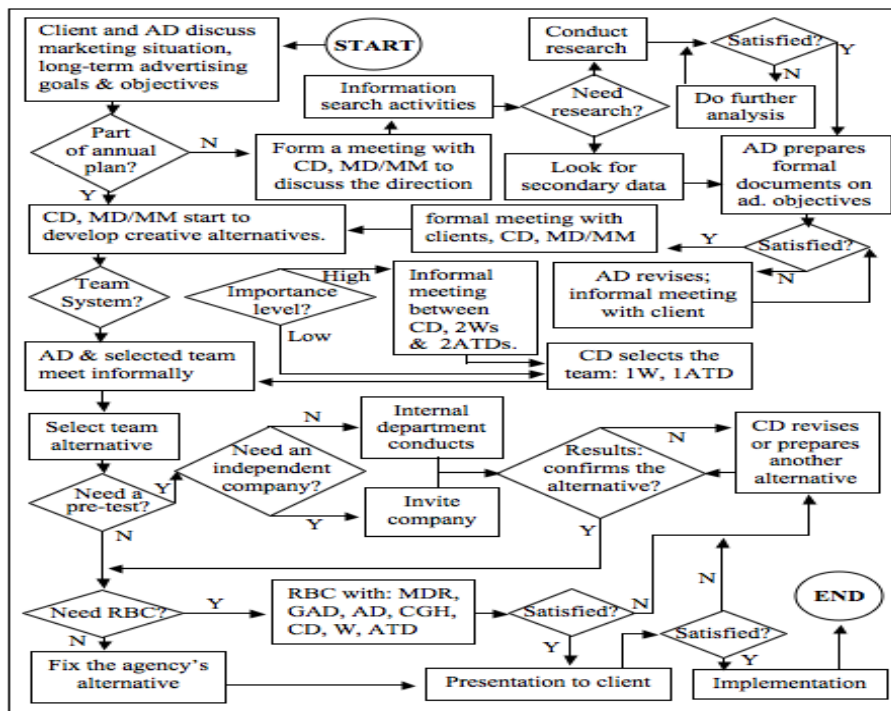 Client and AD discuss
marketing situation,
long-term advertising
goals & objectives
START
Conduct
research
Satisfied?
Y
N
Information
search activities
Need
research?
Do further
analysis
Part
of annual
plan?
N
Y
Form a meeting with
CD, MD/MM to
discuss the direction
Look for
secondary data
AD prepares
formal
documents on
ad. objectives
CD, MD/MM start to
develop creative alternatives.
formal meeting with
clients, CD, MD/MM
Y
Satisfied?
N
Team
System?
Importance
level?
High
Low
Informal
meeting
between
CD, 2Ws
& 2ATDs.
AD revises;
informal meeting
with client
AD & selected team
meet informally
CD selects the
team: 1W, 1ATD
Select team
alternative
Need an
independent
company?
N
Y
Internal
department
conducts
Results:
confirms the
alternative?
N
Y
CD revises
or prepares
another
alternative
Need a
pre-test?
Y
N
Invite
company
Need RBC?
Y
N
RBC with: MDR,
GAD, AD, CGH,
CD, W, ATD
Satisfied?
N
Y
N
Satisfied?
Y
END
Fix the agency's
alternative
Presentation to client
Implementation